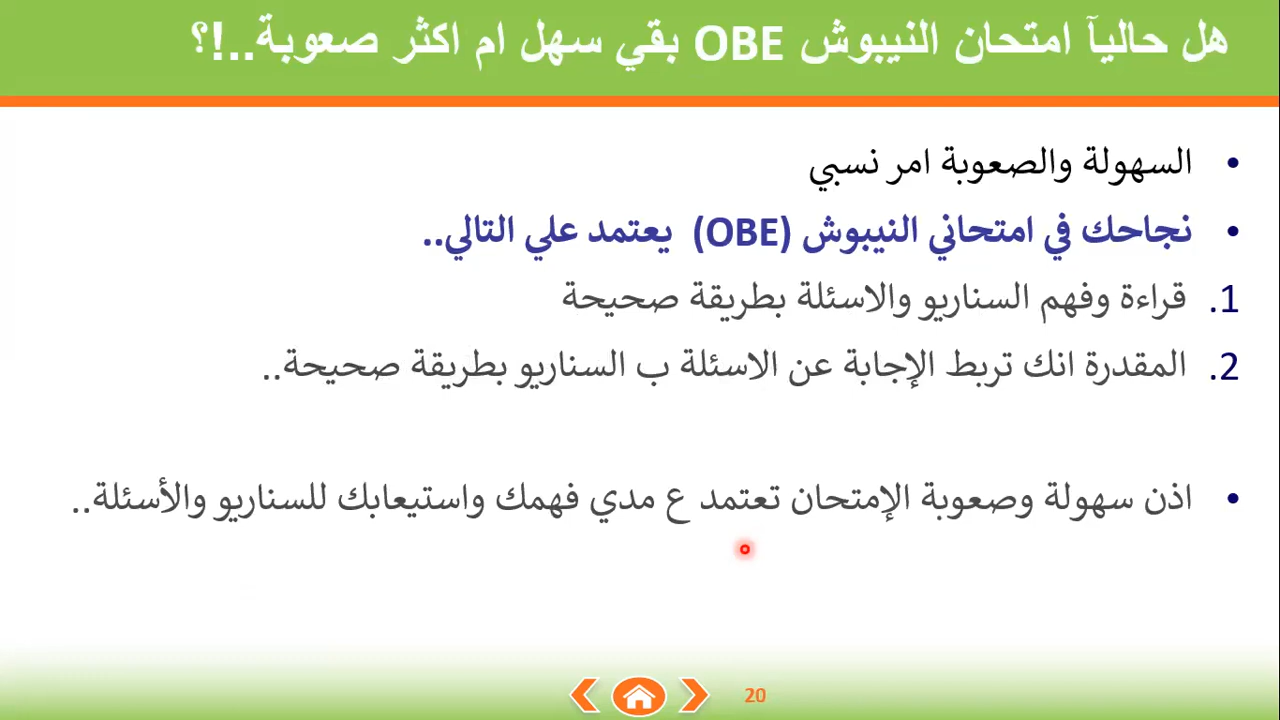 هل حالياً امتحان النيبوش OBE بقي سهل ام اكثر صعوبة..!؟
• السهولة والصعوبة امر نسبي
• نجاحك في امتحاني النيبوش (OBE) يعتمد علي التالي..
1. قراءة وفهم السناريو والاسئلة بطريقة صحيحة
2. المقدرة انك تربط الإجابة عن الاسئلة ب السناريو بطريقة صحيحة..
• اذن سهولة وصعوبة الإمتحان تعتمد ع مدي فهمك واستيعابك للسناريو والأسئلة..
20